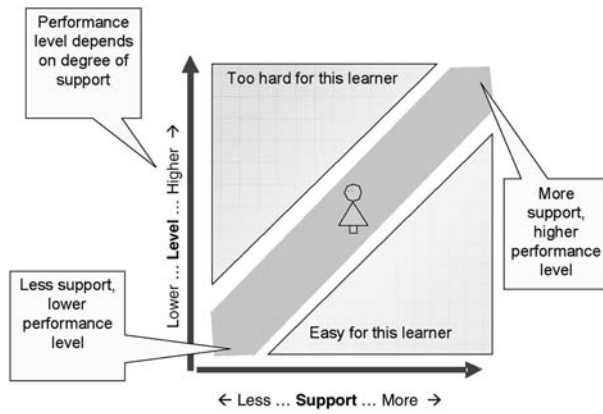 Performance
level depends
on degree of
support
Too hard for this learner
Lower … Level … Higher →
More
support,
higher
performance
level
Less support,
lower
performance
level
Easy for this learner
← Less … Support … More →